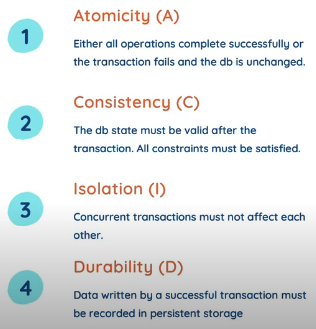 1
Atomicity (A)
Either all operations complete successfully or
the transaction fails and the db is unchanged.
2
Consistency (C)
The db state must be valid after the
transaction. All constraints must be satisfied.
3
Isolation (I)
Concurrent transactions must not affect each
other.
4
Durability (D)
Data written by a successful transaction must
be recorded in persistent storage